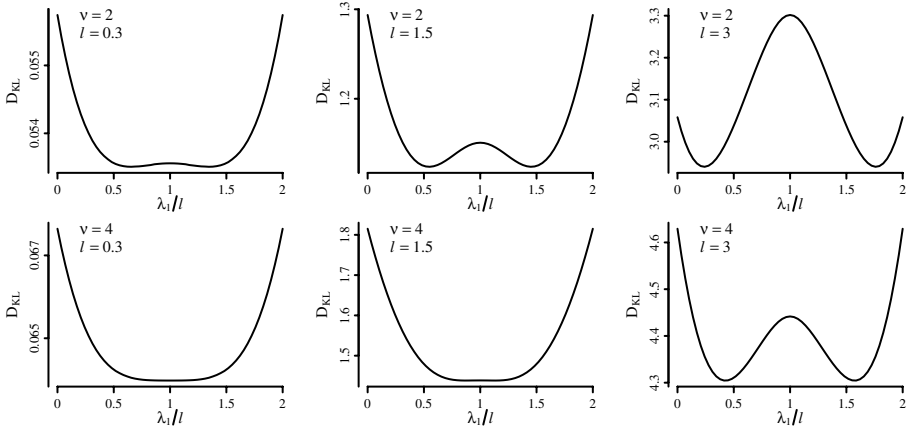 ν = 2
l = 0.3
D_KL
0.055
0.054
0 0.5 1 1.5 2
λ₁/l
ν = 2
l = 1.5
D_KL
1.3
1.2
0 0.5 1 1.5 2
λ₁/l
ν = 2
l = 3
D_KL
3.3
3.2
3.1
3.0
0 0.5 1 1.5 2
λ₁/l
ν = 4
l = 0.3
D_KL
0.067
0.065
0 0.5 1 1.5 2
λ₁/l
ν = 4
l = 1.5
D_KL
1.8
1.7
1.6
1.5
0 0.5 1 1.5 2
λ₁/l
ν = 4
l = 3
D_KL
4.6
4.5
4.4
4.3
0 0.5 1 1.5 2
λ₁/l